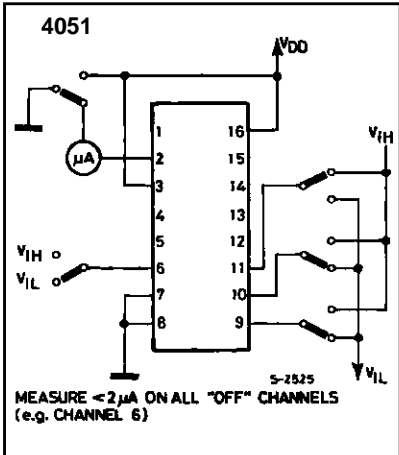 4051
VDD
1
16
μA
2
15
VIH
3
14
4
13
5
12
VIH
6
11
VIL
7
10
8
9
S-2525
VIL
MEASURE <2μA ON ALL "OFF" CHANNELS
(e.g. CHANNEL 6)